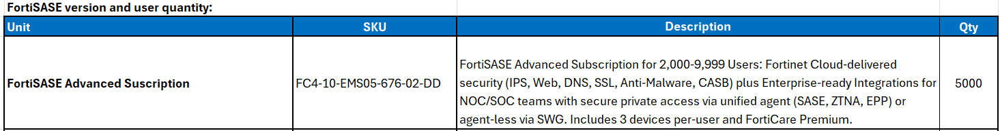 FortiSASE version and user quantity:
Unit SKU Description Qty
FortiSASE Advanced Suscription FC4-10-EMS05-676-02-DD FortiSASE Advanced Subscription for 2,000-9,999 Users: Fortinet Cloud-delivered
security (IPS, Web, DNS, SSL, Anti-Malware, CASB) plus Enterprise-ready Integrations for
NOC/SOC teams with secure private access via unified agent (SASE, ZTNA, EPP) or
agent-less via SWG. Includes 3 devices per-user and FortiCare Premium.
5000